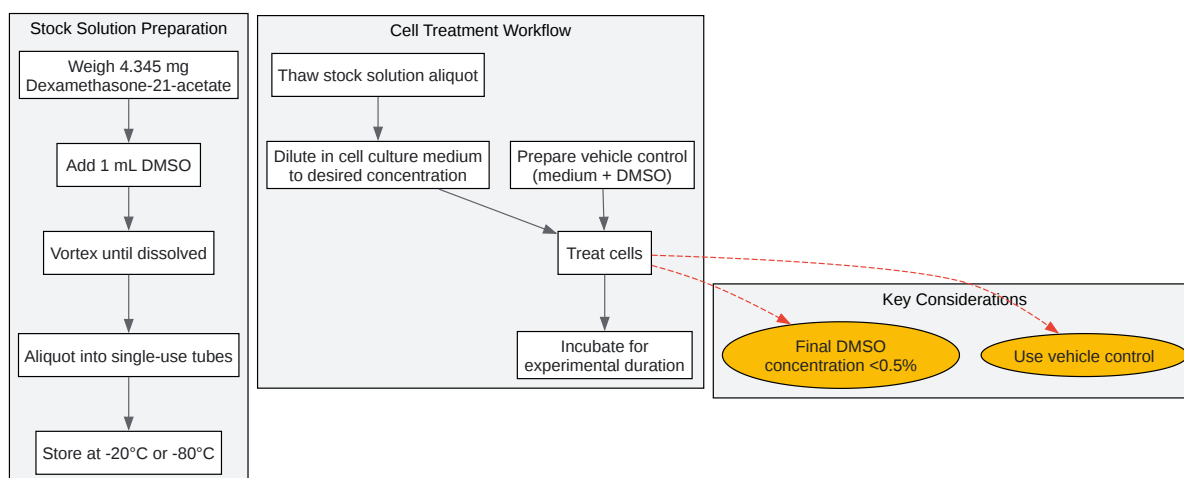 Stock Solution Preparation
Weigh 4.345 mg
Dexamethasone-21-acetate
Add 1 mL DMSO
Vortex until dissolved
Aliquot into single-use tubes
Store at -20°C or -80°C
Cell Treatment Workflow
Thaw stock solution aliquot
Dilute in cell culture medium
to desired concentration
Prepare vehicle control
(medium + DMSO)
Treat cells
Incubate for
experimental duration
Key Considerations
Final DMSO
concentration <0.5%
Use vehicle control